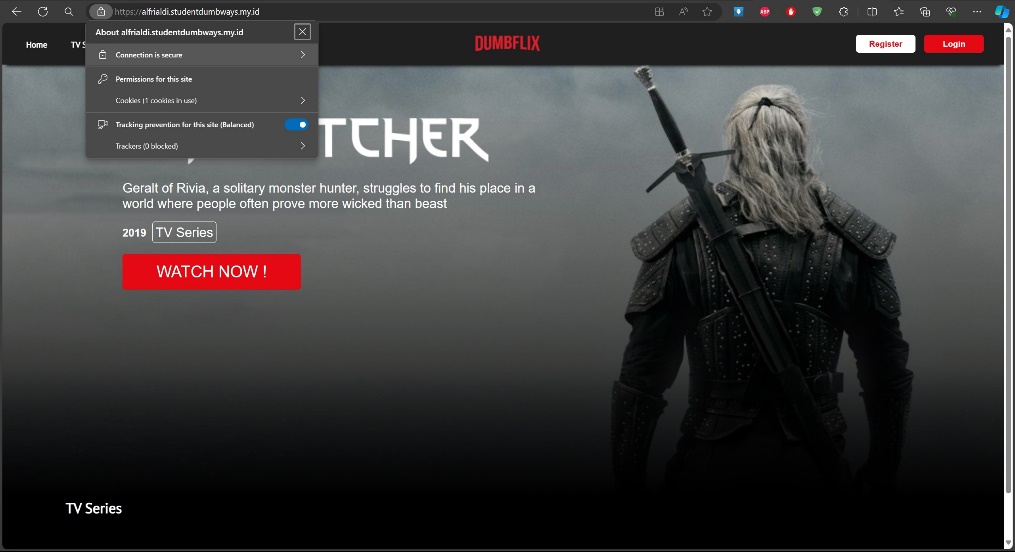 https://alfrialdi.studentdumbways.my.id
About alfrialdi.studentdumbways.my.id
Connection is secure
Permissions for this site
Cookies (1 cookies in use)
Tracking prevention for this site (Balanced)
Trackers (0 blocked)
Home
DUMBFLIX
Register
Login
Geralt of Rivia, a solitary monster hunter, struggles to find his place in a
world where people often prove more wicked than beast
2019 TV Series
WATCH NOW !
TV Series